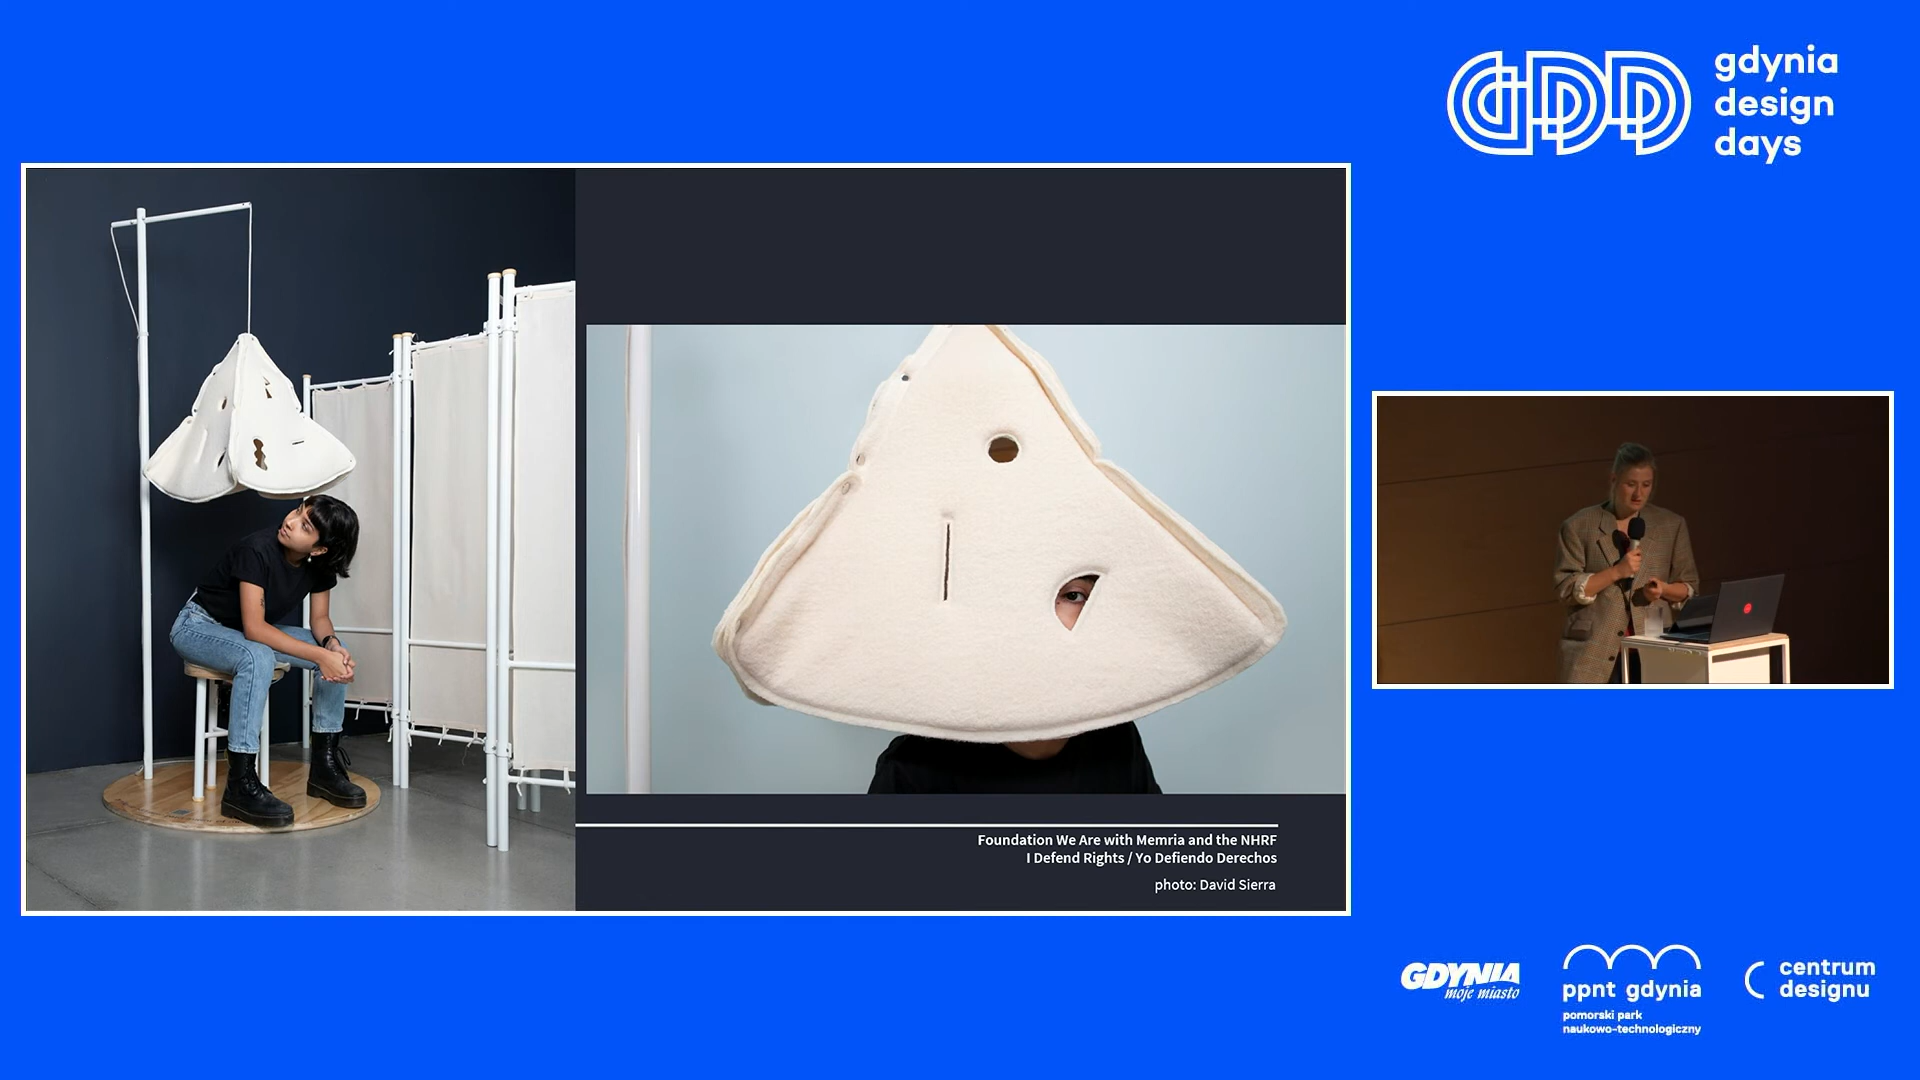 gdynia
design
days
Foundation We Are with Memria and the NHRF
I Defend Rights / Yo Defiendo Derechos
photo: David Sierra
GDYNIA
moje miasto
ppnt gdynia
pomorski park
naukowo-technologiczny
centrum
designu